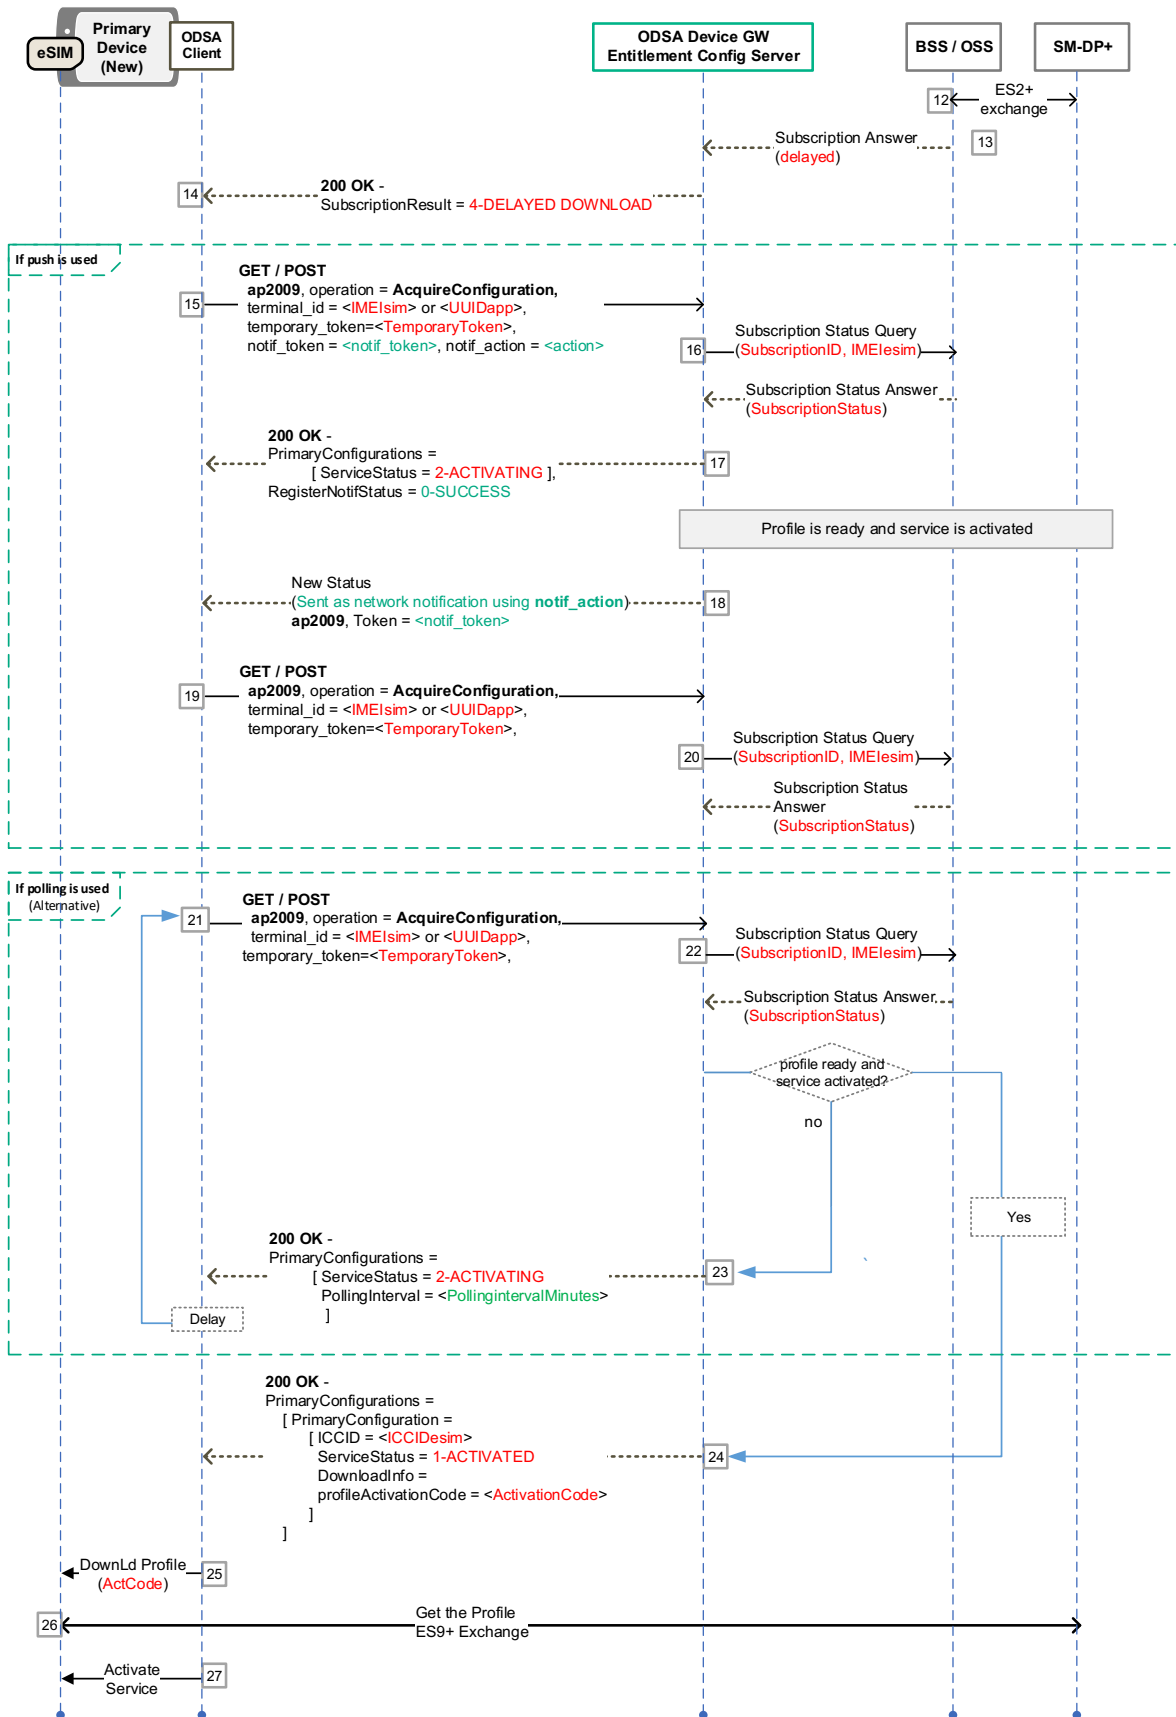 Primary
Device
(New)
eSIM
ODSA
Client
ODSA Device GW
Entitlement Config Server
BSS / OSS
SM-DP+
12
ES2+
exchange
13
Subscription Answer
(delayed)
14
200 OK -
SubscriptionResult = 4-DELAYED DOWNLOAD
If push is used
GET / POST
15
ap2009, operation = AcquireConfiguration,
terminal_id = <IMEIsim> or <UUIDapp>,
temporary_token=<TemporaryToken>,
notif_token = <notif_token>, notif_action = <action>
16
Subscription Status Query
(SubscriptionID, IMEIesim)
Subscription Status Answer
(SubscriptionStatus)
17
200 OK -
PrimaryConfigurations =
[ ServiceStatus = 2-ACTIVATING ],
RegisterNotifStatus = 0-SUCCESS
Profile is ready and service is activated
18
New Status
(Sent as network notification using notif_action)
ap2009, Token = <notif_token>
19
GET / POST
ap2009, operation = AcquireConfiguration,
terminal_id = <IMEIsim> or <UUIDapp>,
temporary_token=<TemporaryToken>,
20
Subscription Status Query
(SubscriptionID, IMEIesim)
Subscription Status
Answer
(SubscriptionStatus)
If polling is used
(Alternative)
21
GET / POST
ap2009, operation = AcquireConfiguration,
terminal_id = <IMEIsim> or <UUIDapp>,
temporary_token=<TemporaryToken>,
22
Subscription Status Query
(SubscriptionID, IMEIesim)
Subscription Status Answer
(SubscriptionStatus)
profile ready and
service activated?
no
Yes
23
200 OK -
PrimaryConfigurations =
[ ServiceStatus = 2-ACTIVATING
PollingInterval = <PollingintervalMinutes>
]
Delay
24
200 OK -
PrimaryConfigurations =
[ PrimaryConfiguration =
[ ICCID = <ICCIDesim>
ServiceStatus = 1-ACTIVATED
DownloadInfo =
profileActivationCode = <ActivationCode>
]
]
DownLd Profile
(ActCode)
25
26
Get the Profile
ES9+ Exchange
Activate
Service
27